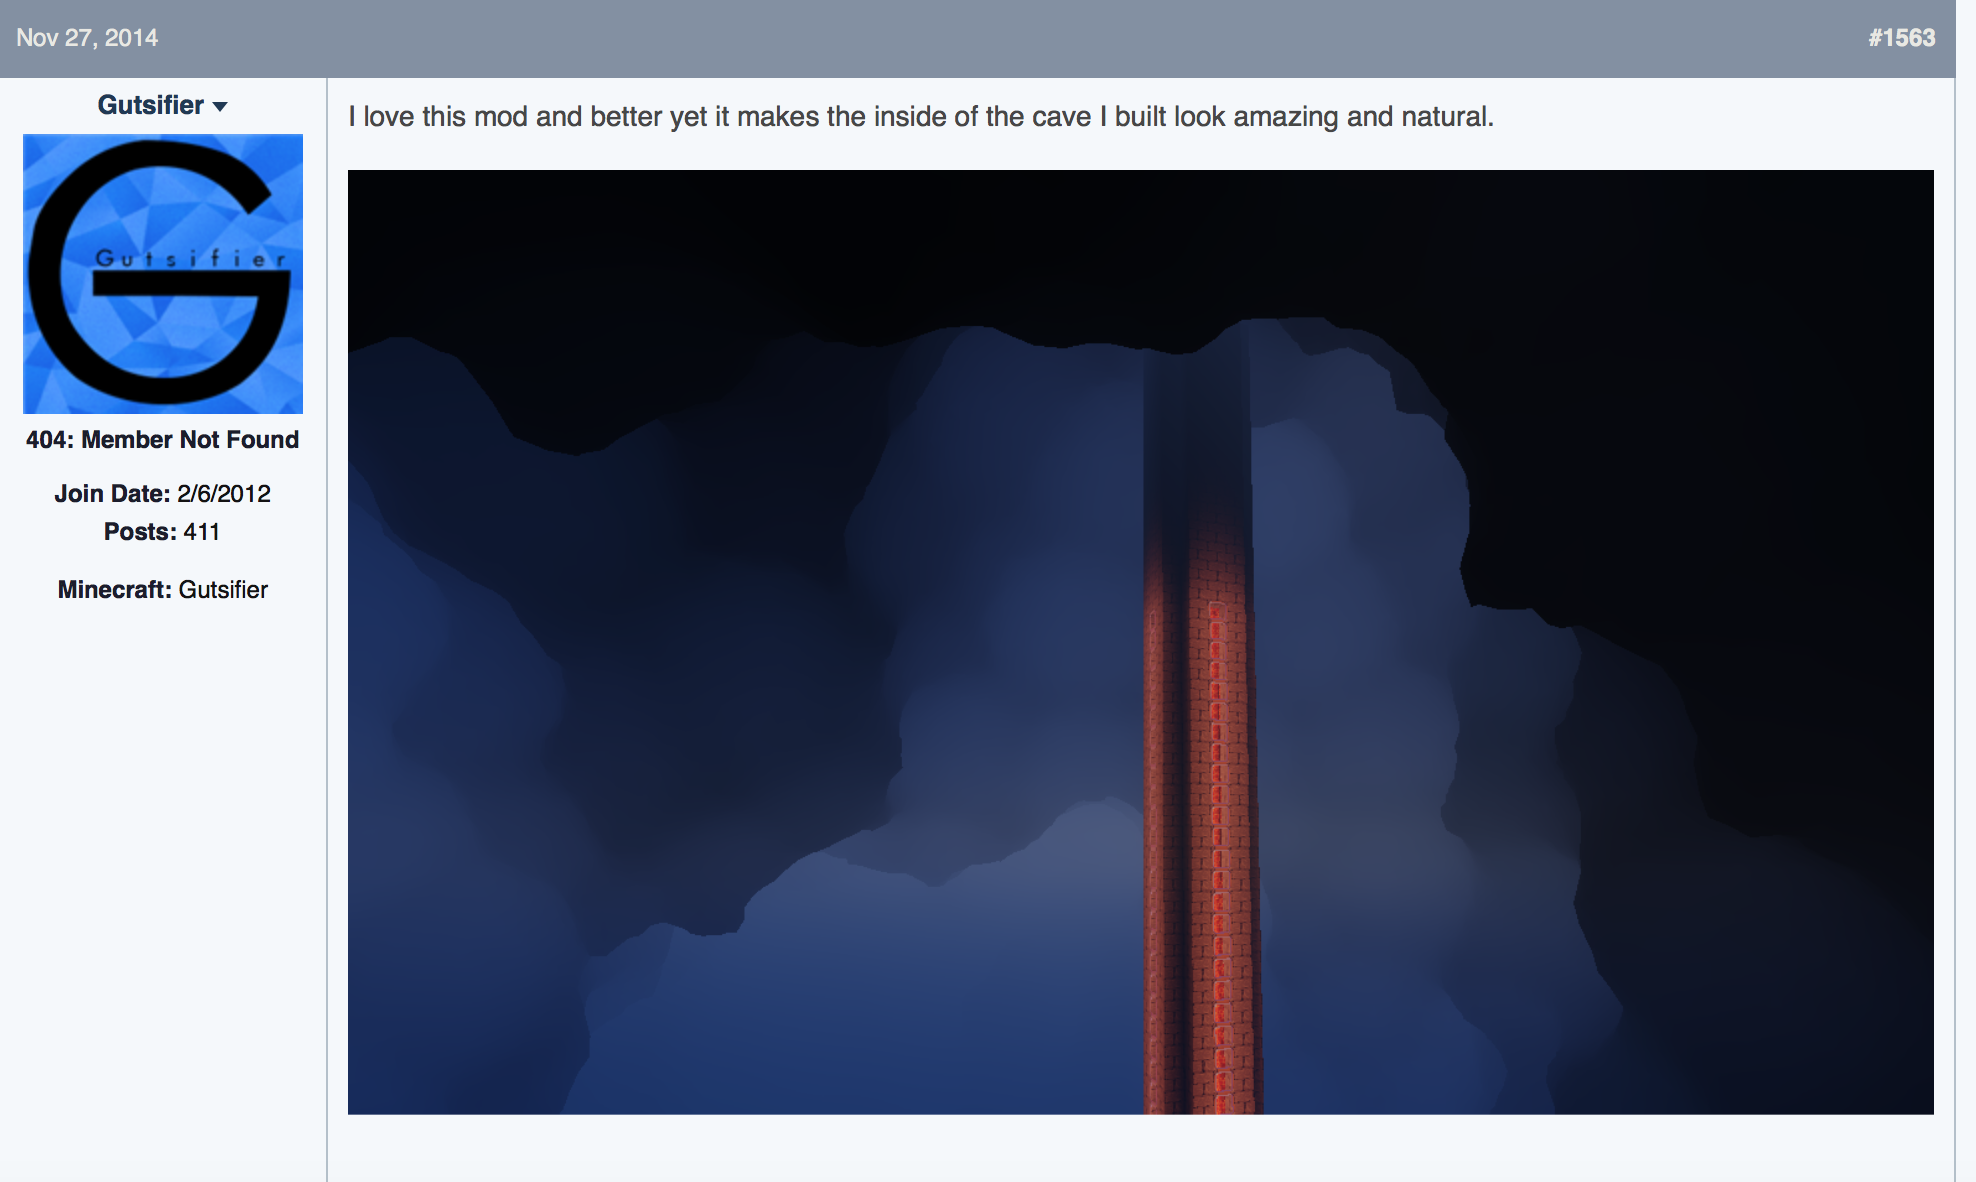 Nov 27, 2014
#1563
Gutsifier
Gutsifier
404: Member Not Found
Join Date: 2/6/2012
Posts: 411
Minecraft: Gutsifier
I love this mod and better yet it makes the inside of the cave I built look amazing and natural.